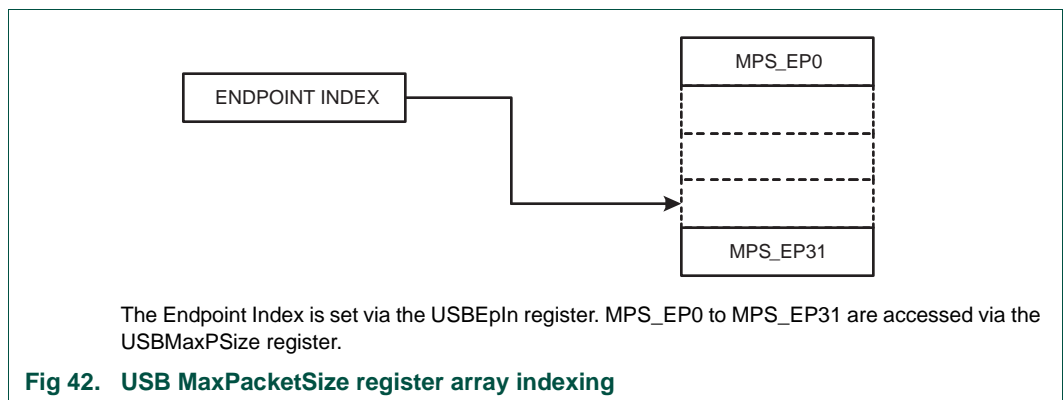 MPS_EP0
ENDPOINT INDEX
MPS_EP31
The Endpoint Index is set via the USBEpIn register. MPS_EP0 to MPS_EP31 are accessed via the
USBMaxPSize register.
Fig 42. USB MaxPacketSize register array indexing